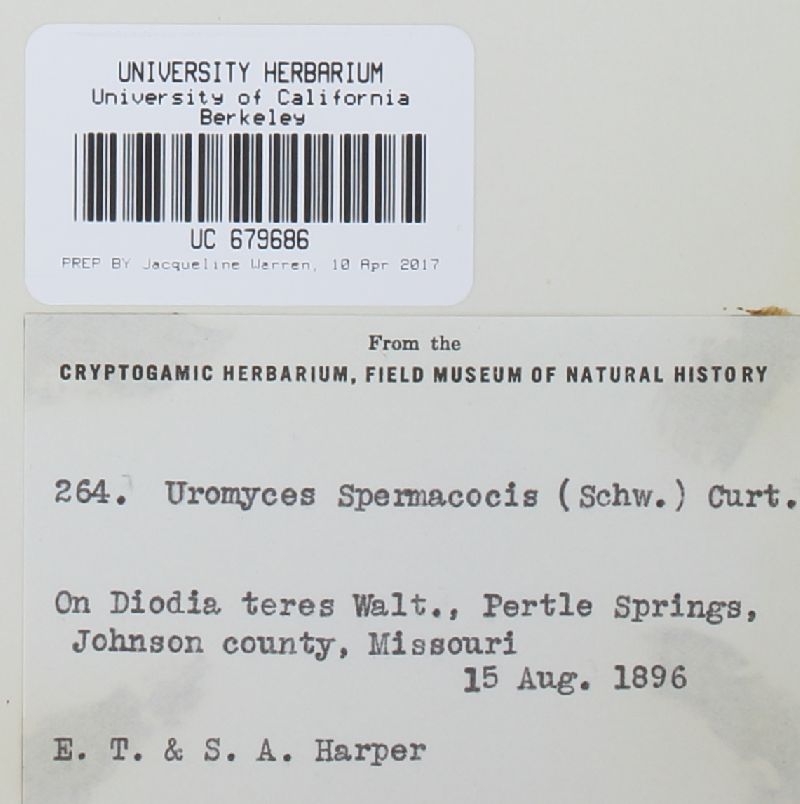 UNIVERSITY HERBARIUM
University of California
Berkeley
UC 679686
PREP BY Jacqueline Warren, 10 Apr 2017
From the
CRYPTOGAMIC HERBARIUM, FIELD MUSEUM OF NATURAL HISTORY
264. Uromyces Spermacocis (Schw.) Curt.
On Diodia teres Walt., Pertle Springs,
Johnson county, Missouri
15 Aug. 1896
E. T. & S. A. Harper